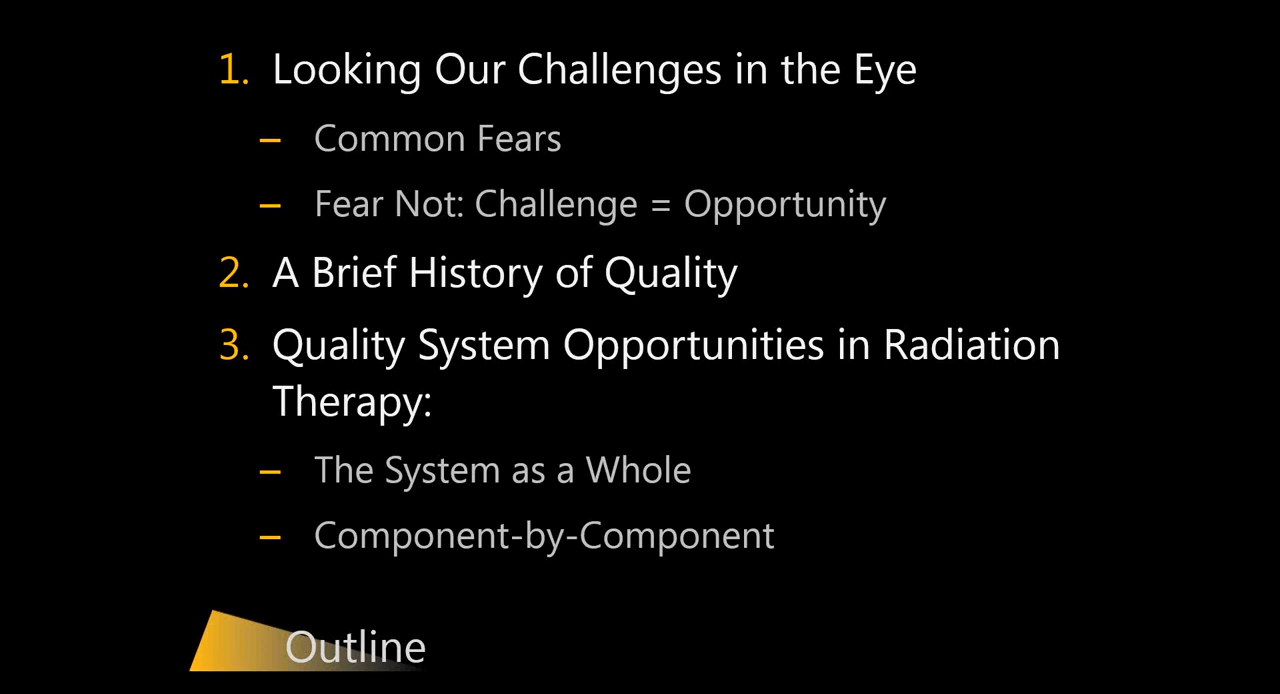 1. Looking Our Challenges in the Eye
– Common Fears
– Fear Not: Challenge = Opportunity
2. A Brief History of Quality
3. Quality System Opportunities in Radiation
Therapy:
– The System as a Whole
– Component-by-Component
Outline